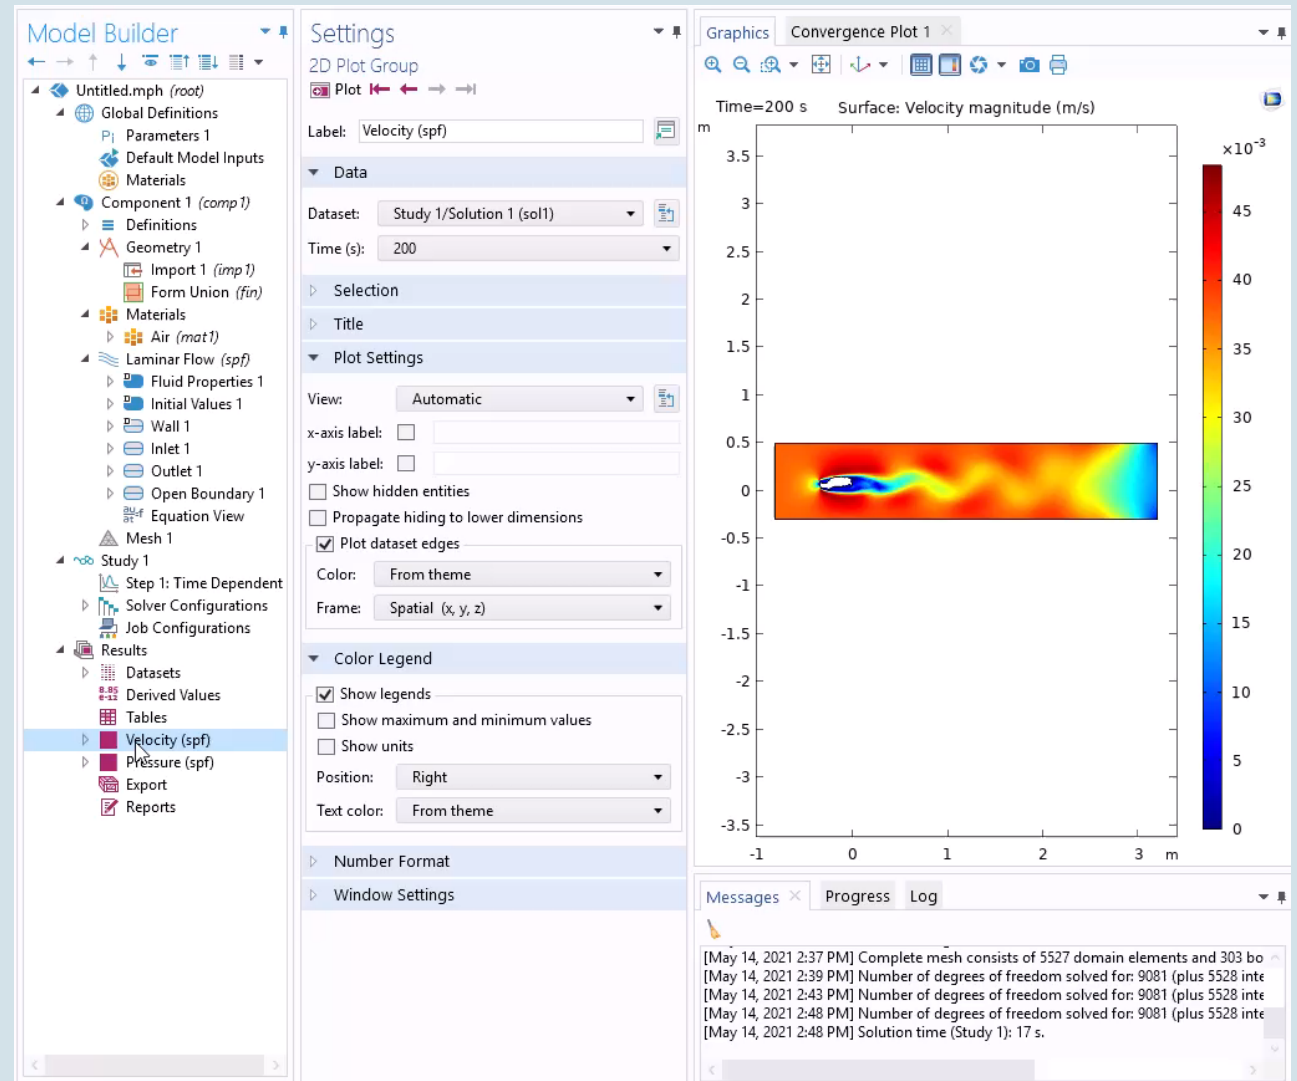 Model Builder
Untitled.mph (root)
Global Definitions
Pi Parameters 1
Default Model Inputs
Materials
Component 1 (comp1)
Definitions
Geometry 1
Import 1 (imp1)
Form Union (fin)
Materials
Air (mat1)
Laminar Flow (spf)
D Fluid Properties 1
D Initial Values 1
D Wall 1
Inlet 1
Outlet 1
Open Boundary 1
Equation View
Mesh 1
Study 1
Step 1: Time Dependent
Solver Configurations
Job Configurations
Results
Datasets
8.85 e-12 Derived Values
Tables
Velocity (spf)
Pressure (spf)
Export
Reports
Settings
2D Plot Group
Plot
Label: Velocity (spf)
Data
Dataset: Study 1/Solution 1 (sol1)
Time (s): 200
Selection
Title
Plot Settings
View: Automatic
x-axis label:
y-axis label:
Show hidden entities
Propagate hiding to lower dimensions
Plot dataset edges
Color: From theme
Frame: Spatial (x, y, z)
Color Legend
Show legends
Show maximum and minimum values
Show units
Position: Right
Text color: From theme
Number Format
Window Settings
Graphics
Convergence Plot 1
Time=200 s Surface: Velocity magnitude (m/s)
m
3.5
3
2.5
2
1.5
1
0.5
0
-0.5
-1
-1.5
-2
-2.5
-3
-3.5
-1 0 1 2 3 m
×10⁻³
45
40
35
30
25
20
15
10
5
0
Messages
Progress
Log
[May 14, 2021 2:37 PM] Complete mesh consists of 5527 domain elements and 303 bo
[May 14, 2021 2:39 PM] Number of degrees of freedom solved for: 9081 (plus 5528 inte
[May 14, 2021 2:43 PM] Number of degrees of freedom solved for: 9081 (plus 5528 inte
[May 14, 2021 2:48 PM] Number of degrees of freedom solved for: 9081 (plus 5528 inte
[May 14, 2021 2:48 PM] Solution time (Study 1): 17 s.